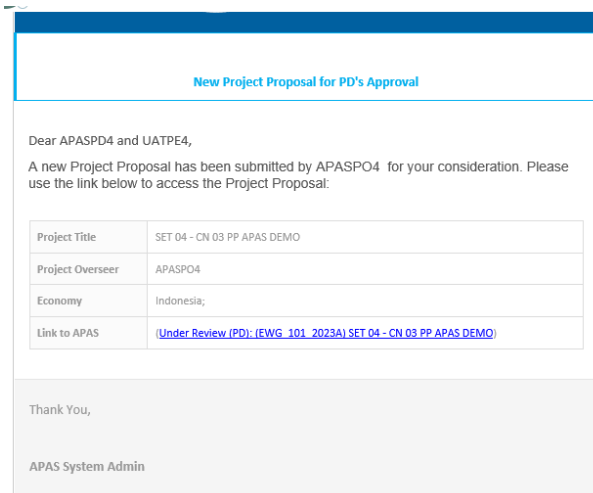 New Project Proposal for PD's Approval
Dear APASPD4 and UATPE4,
A new Project Proposal has been submitted by APASPO4 for your consideration. Please
use the link below to access the Project Proposal:
Project Title SET 04 - CN 03 PP APAS DEMO
Project Overseer APASPO4
Economy Indonesia;
Link to APAS (Under Review (PD): (EWG_101_2023A) SET 04 - CN 03 PP APAS DEMO)
Thank You,
APAS System Admin